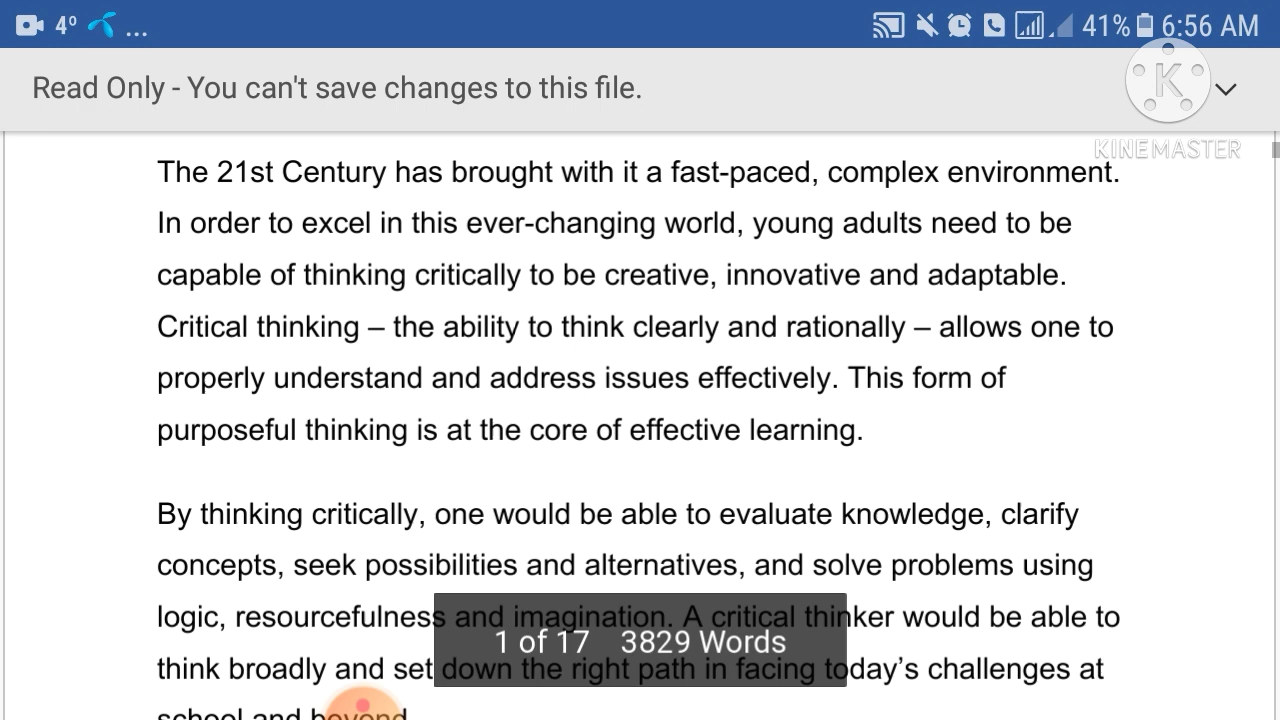 4° ... 41% 6:56 AM
Read Only - You can't save changes to this file.
K
KINEMASTER
The 21st Century has brought with it a fast-paced, complex environment.
In order to excel in this ever-changing world, young adults need to be
capable of thinking critically to be creative, innovative and adaptable.
Critical thinking – the ability to think clearly and rationally – allows one to
properly understand and address issues effectively. This form of
purposeful thinking is at the core of effective learning.
By thinking critically, one would be able to evaluate knowledge, clarify
concepts, seek possibilities and alternatives, and solve problems using
logic, resourcefulness and imagination. A critical thinker would be able to
1 of 17 3829 Words
think broadly and set down the right path in facing today’s challenges at
school and beyond